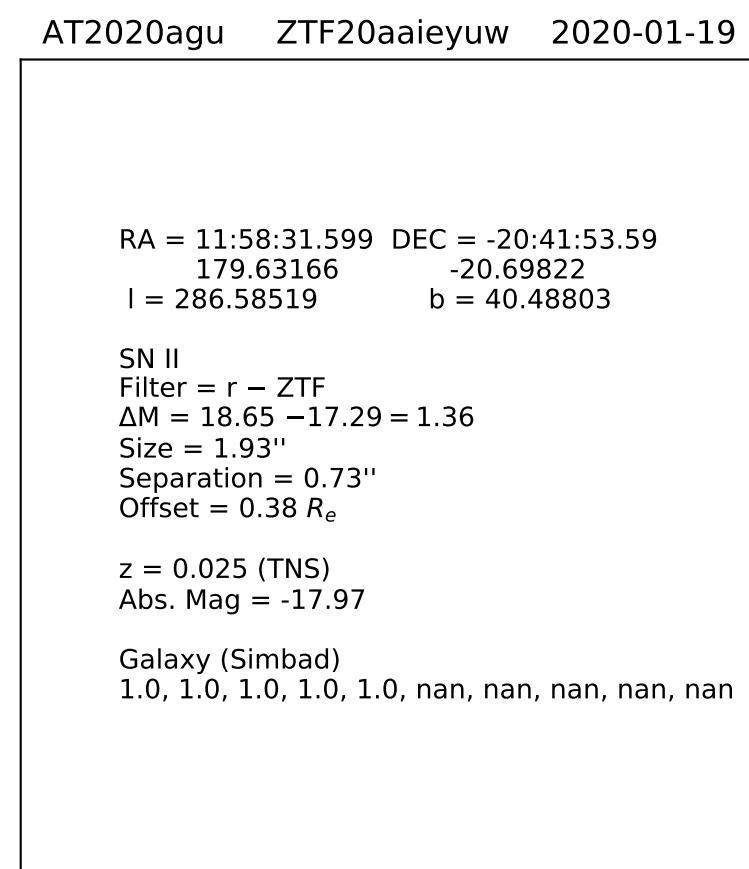 AT2020agu ZTF20aaieyuw 2020-01-19
RA = 11:58:31.599 DEC = -20:41:53.59
179.63166 -20.69822
l = 286.58519 b = 40.48803
SN II
Filter = r − ZTF
ΔM = 18.65 −17.29 = 1.36
Size = 1.93''
Separation = 0.73''
Offset = 0.38 Re
z = 0.025 (TNS)
Abs. Mag = -17.97
Galaxy (Simbad)
1.0, 1.0, 1.0, 1.0, 1.0, nan, nan, nan, nan, nan